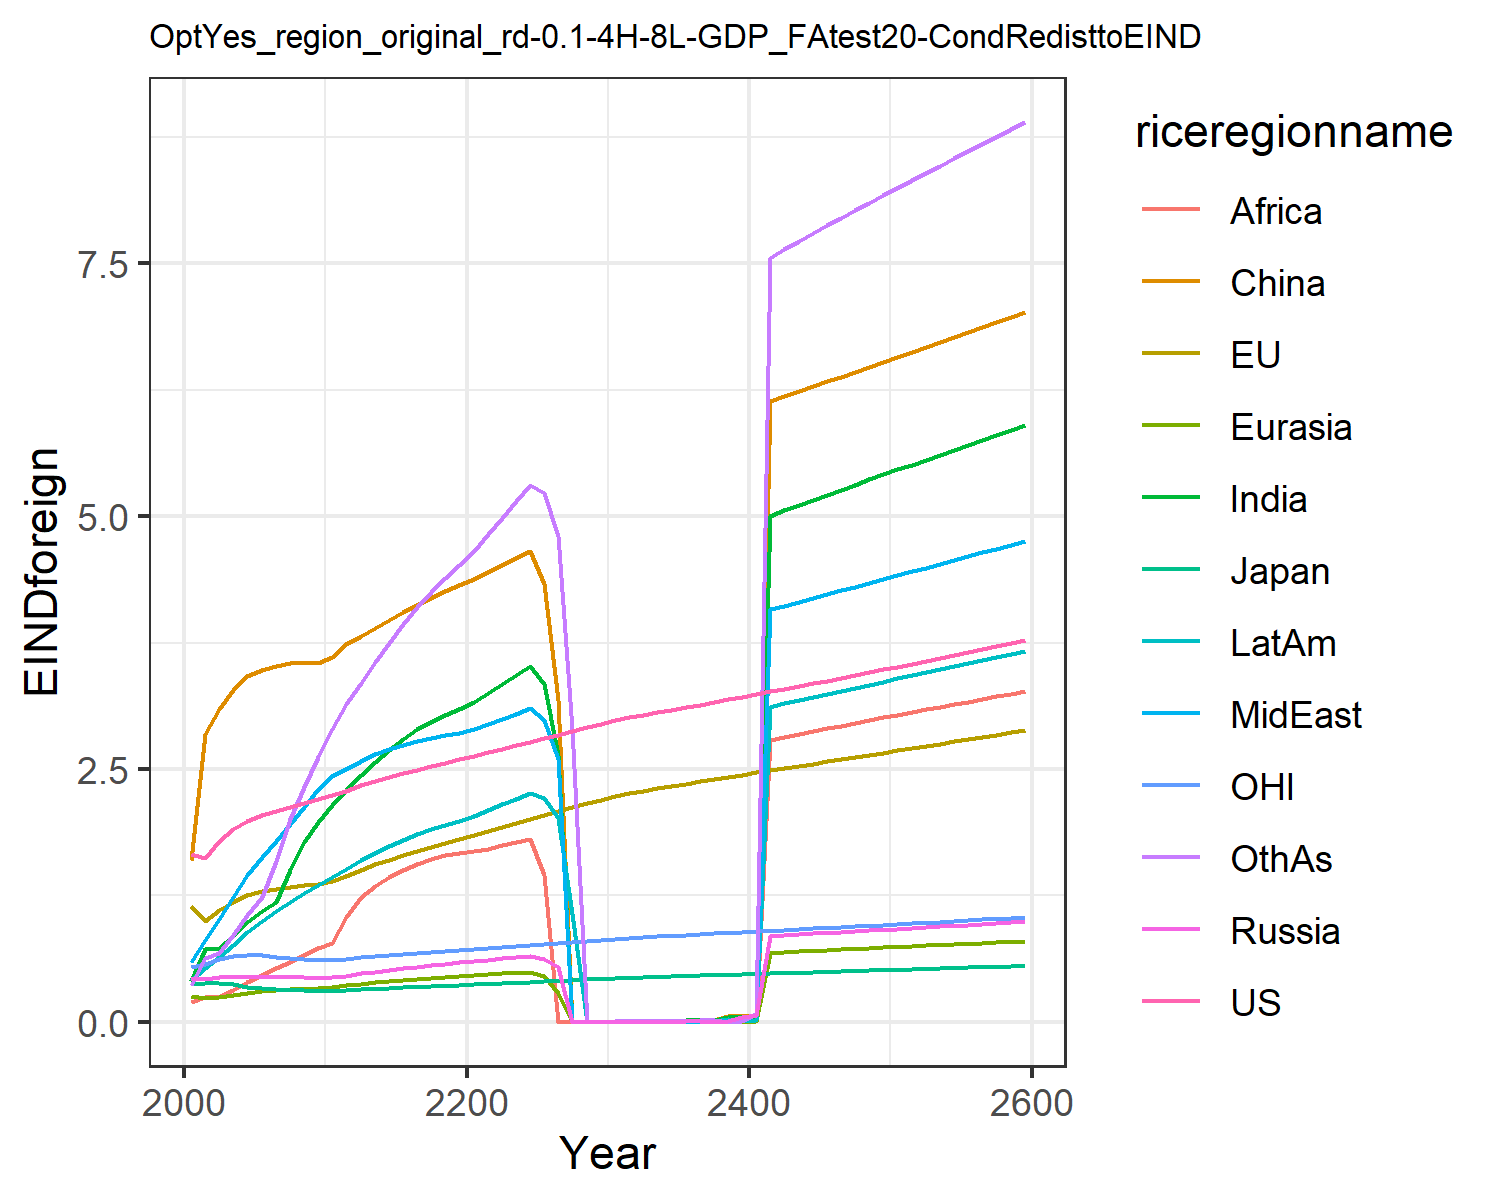 OptYes_region_original_rd-0.1-4H-8L-GDP_FAtest20-CondRedisttoEIND
EINDforeign
7.5
5.0
2.5
0.0
2000
2200
2400
2600
Year
riceregionname
Africa
China
EU
Eurasia
India
Japan
LatAm
MidEast
OHI
OthAs
Russia
US